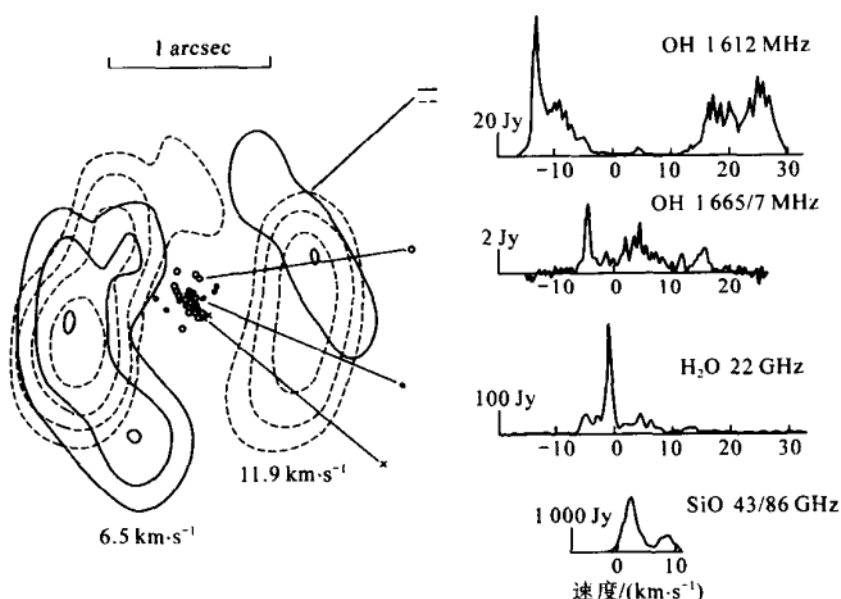 1 arcsec
11.9 km·s⁻¹
6.5 km·s⁻¹
OH 1 612 MHz
20 Jy
−10 0 10 20 30
OH 1 665/7 MHz
2 Jy
−10 0 10 20
H₂O 22 GHz
100 Jy
−10 0 10 20 30
SiO 43/86 GHz
1 000 Jy
0 10
速度/(km·s⁻¹)